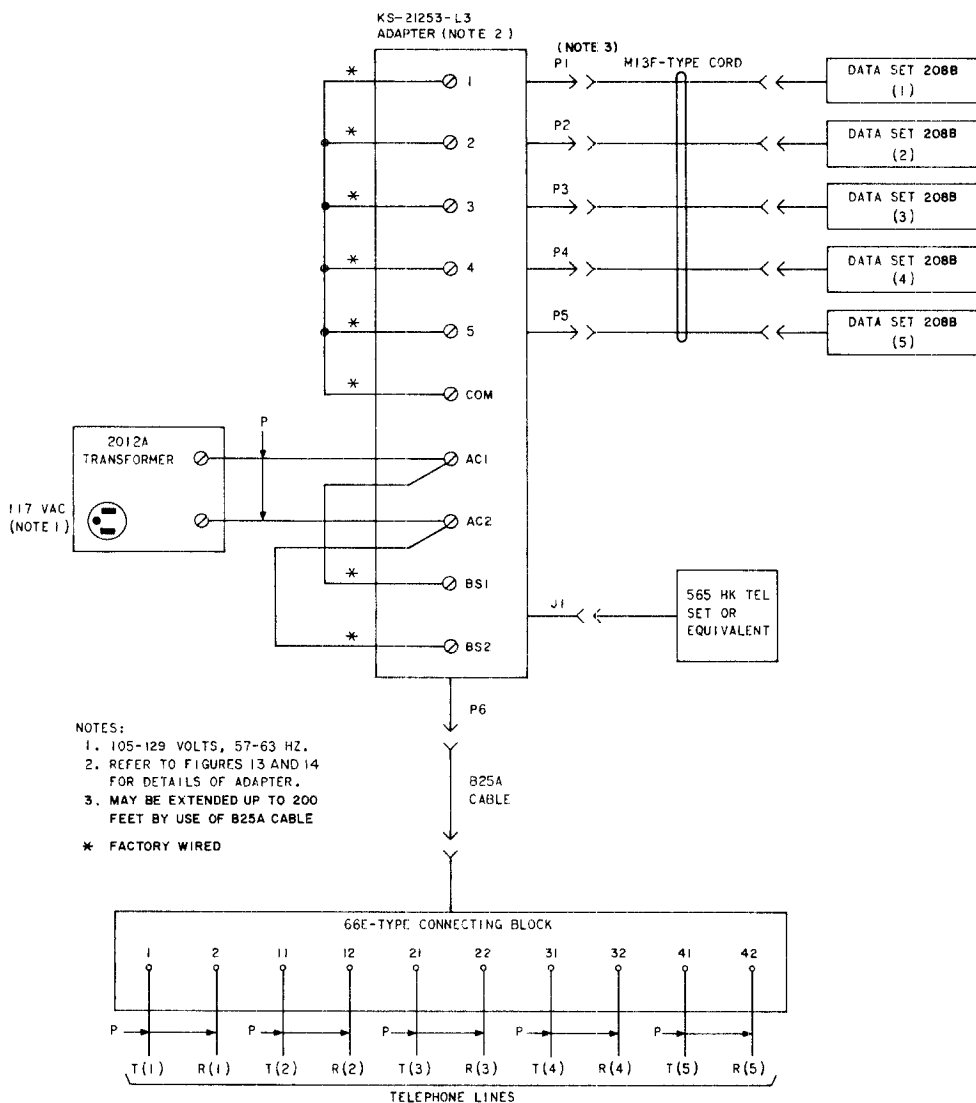 KS-21253-L3
ADAPTER (NOTE 2)
(NOTE 3)
P1
M13F-TYPE CORD
* 1
DATA SET 208B
(1)
* 2
P2
DATA SET 208B
(2)
* 3
P3
DATA SET 208B
(3)
* 4
P4
DATA SET 208B
(4)
* 5
P5
DATA SET 208B
(5)
* COM
P
2012A
TRANSFORMER
AC1
117 VAC
(NOTE 1)
AC2
* BS1
* BS2
J1
565 HK TEL
SET OR
EQUIVALENT
P6
B25A
CABLE
NOTES:
1. 105-129 VOLTS, 57-63 HZ.
2. REFER TO FIGURES 13 AND 14
FOR DETAILS OF ADAPTER.
3. MAY BE EXTENDED UP TO 200
FEET BY USE OF B25A CABLE
* FACTORY WIRED
66E-TYPE CONNECTING BLOCK
1 2 11 12 21 22 31 32 41 42
P P P P P
T(1) R(1) T(2) R(2) T(3) R(3) T(4) R(4) T(5) R(5)
TELEPHONE LINES